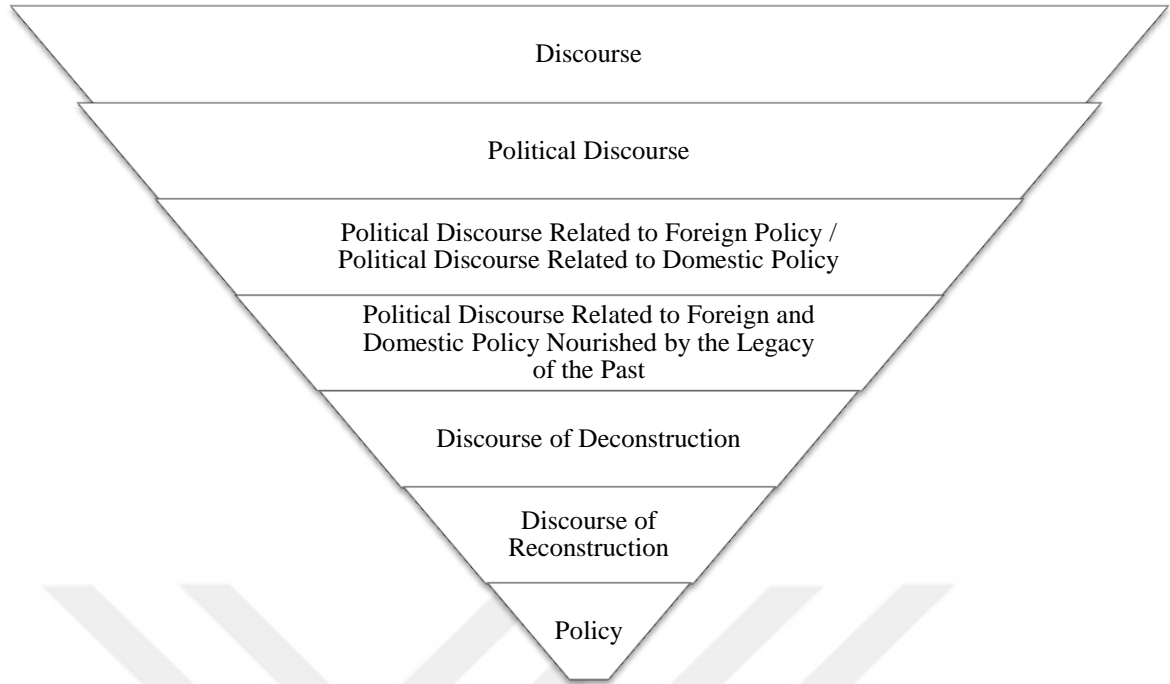 Discourse
Political Discourse
Political Discourse Related to Foreign Policy /
Political Discourse Related to Domestic Policy
Political Discourse Related to Foreign and
Domestic Policy Nourished by the Legacy
of the Past
Discourse of Deconstruction
Discourse of
Reconstruction
Policy